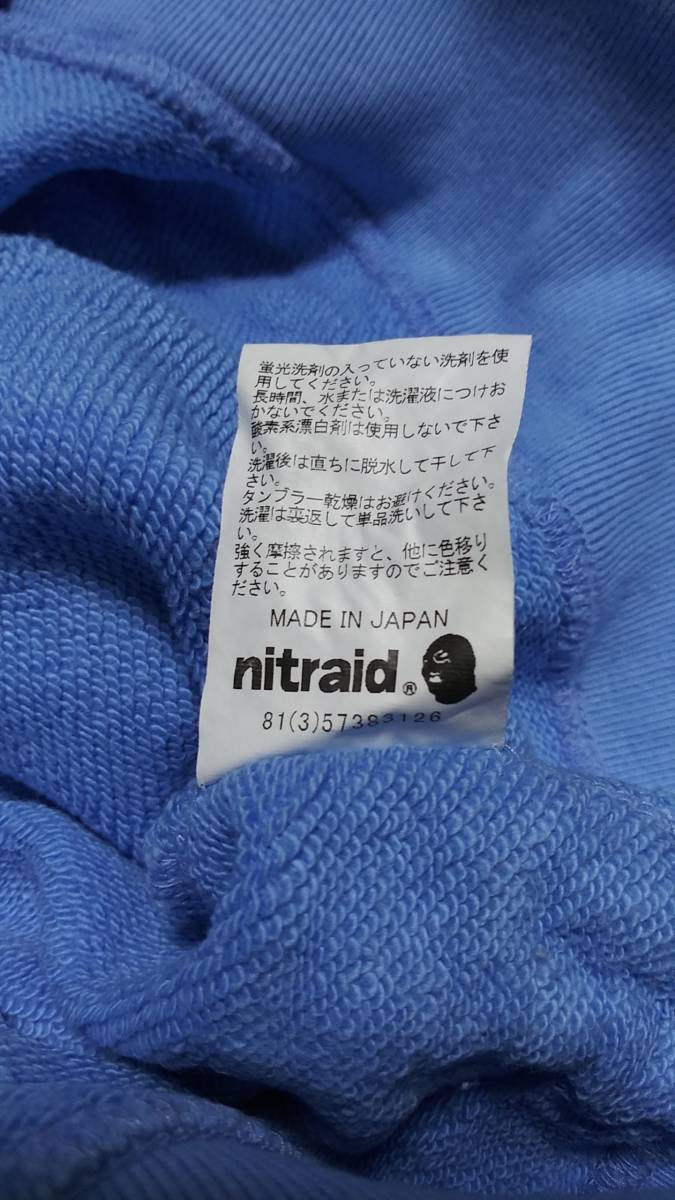 蛍光洗剤の入っていない洗剤を使
用してください。
長時間、水または洗濯液につけお
かないでください。
酸素系漂白剤は使用しないで下さ
い。
洗濯後は直ちに脱水して干して下
さい。
タンブラー乾燥はお避けください。
洗濯は裏返して単品洗いして下さ
い。
強く摩擦されますと、他に色移り
することがありますのでご注意く
ださい。
MADE IN JAPAN
nitraid®
81(3)57383126